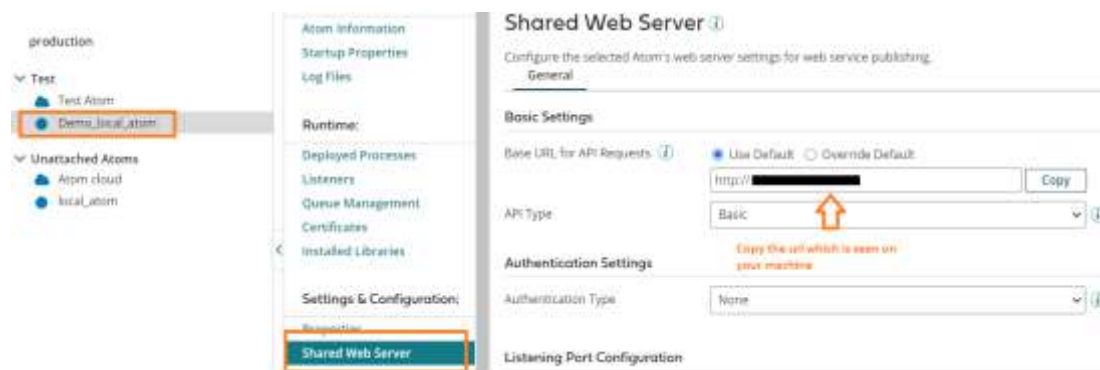 production
Test
Test Atom
Demo_local_atom
Unattached Atoms
Atom cloud
local_atom
Atom Information
Startup Properties
Log Files
Runtime:
Deployed Processes
Listeners
Queue Management
Certificates
Installed Libraries
Settings & Configuration:
Properties
Shared Web Server
Shared Web Server
Configure the selected Atom's web server settings for web service publishing.
General
Basic Settings
Base URL for API Requests Use Default Override Default
http:// Copy
API Type Basic
Copy the url which is seen on
your machine
Authentication Settings
Authentication Type None
Listening Port Configuration